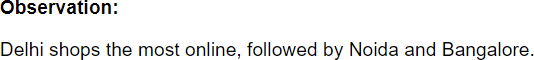 Observation:
Delhi shops the most online, followed by Noida and Bangalore.